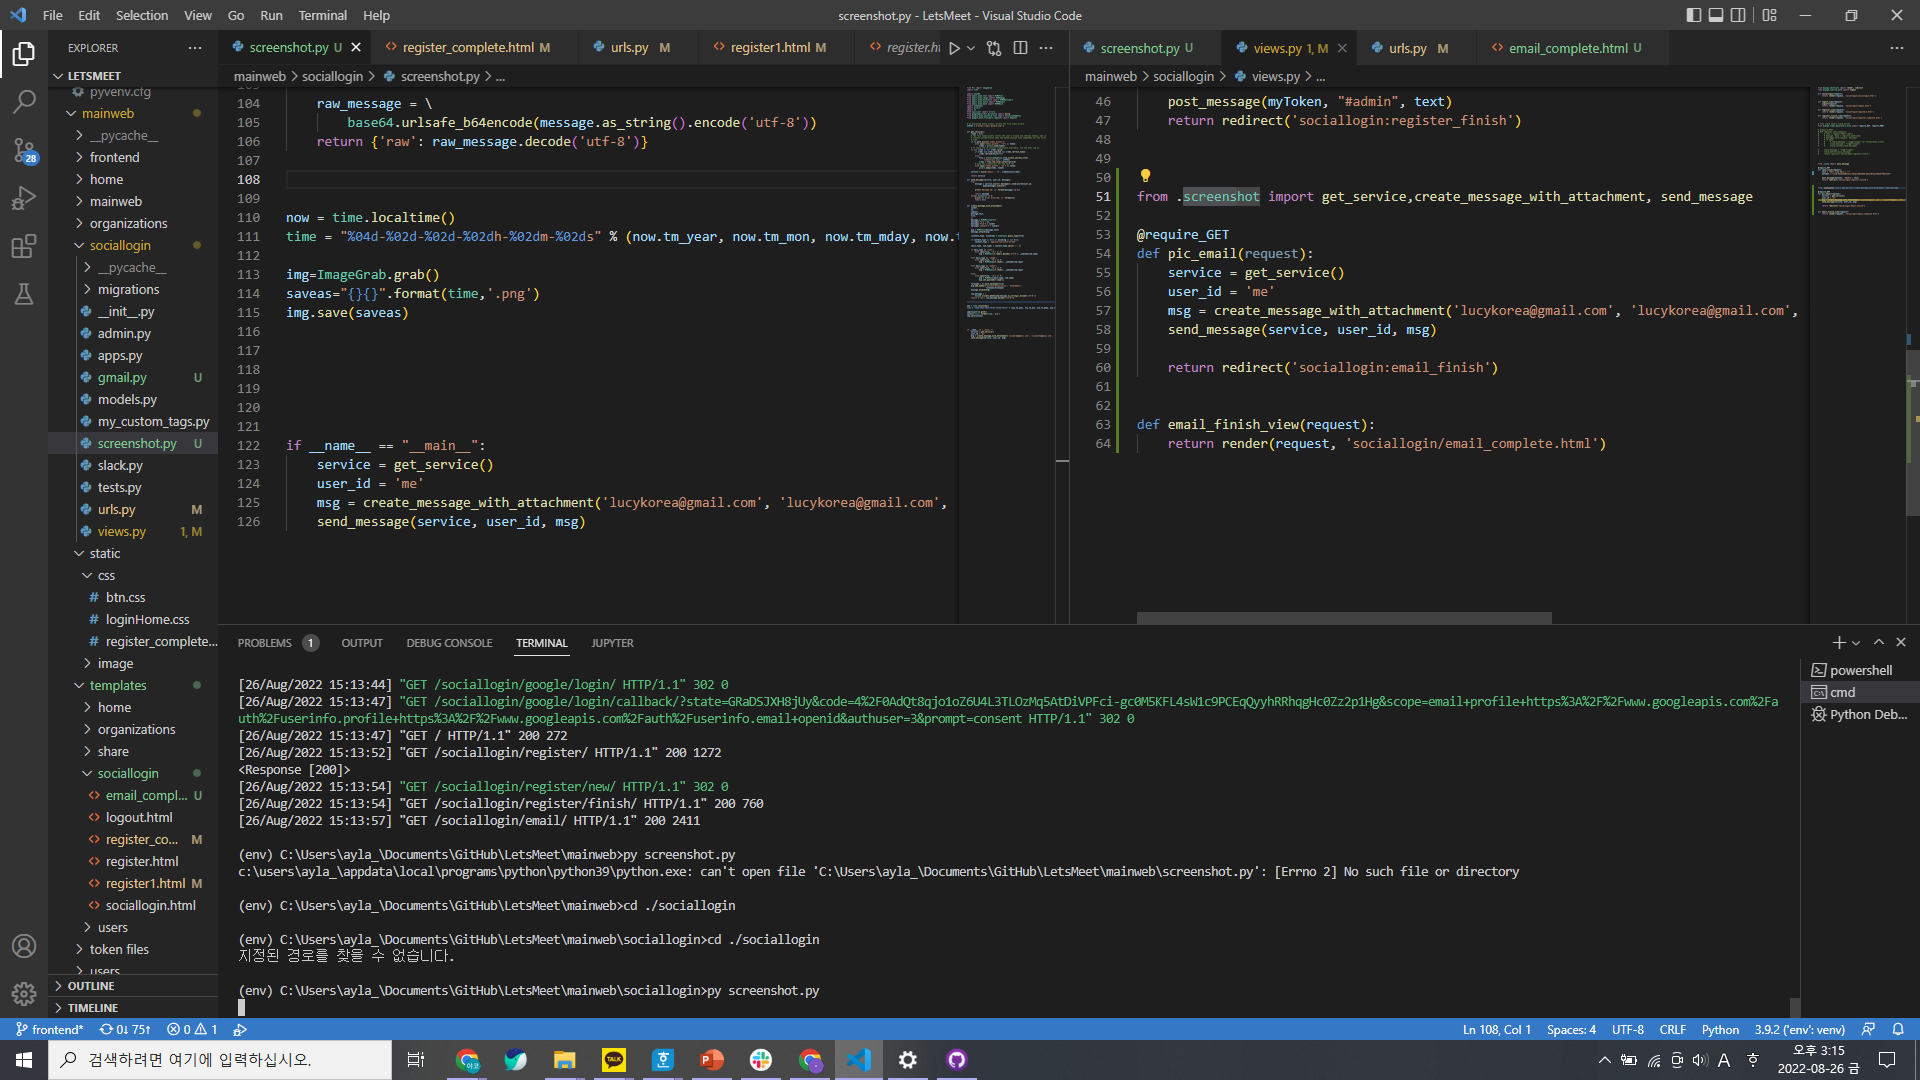 File Edit Selection View Go Run Terminal Help
screenshot.py - LetsMeet - Visual Studio Code
EXPLORER
LETSMEET
pyvenv.cfg
mainweb
__pycache__
frontend
home
mainweb
organizations
sociallogin
__pycache__
migrations
__init__.py
admin.py
apps.py
gmail.py U
models.py
my_custom_tags.py
screenshot.py U
slack.py
tests.py
urls.py M
views.py 1, M
static
css
btn.css
loginHome.css
register_complete...
image
templates
home
organizations
share
sociallogin
email_compl... U
logout.html
register_co... M
register.html
register1.html M
sociallogin.html
users
token files
users
OUTLINE
TIMELINE
28
screenshot.py U
register_complete.html M
urls.py M
register1.html M
register.h
mainweb > sociallogin > screenshot.py > ...
104 raw_message = \
105 base64.urlsafe_b64encode(message.as_string().encode('utf-8'))
106 return {'raw': raw_message.decode('utf-8')}
107
108
109
110 now = time.localtime()
111 time = "%04d-%02d-%02d-%02dh-%02dm-%02ds" % (now.tm_year, now.tm_mon, now.tm_mday, now.t
112
113 img=ImageGrab.grab()
114 saveas="{}{}".format(time,'.png')
115 img.save(saveas)
116
117
118
119
120
121
122 if __name__ == "__main__":
123 service = get_service()
124 user_id = 'me'
125 msg = create_message_with_attachment('lucykorea@gmail.com', 'lucykorea@gmail.com',
126 send_message(service, user_id, msg)
screenshot.py U
views.py 1, M
urls.py M
email_complete.html U
mainweb > sociallogin > views.py > ...
46 post_message(myToken, "#admin", text)
47 return redirect('sociallogin:register_finish')
48
49
50
51 from .screenshot import get_service,create_message_with_attachment, send_message
52
53 @require_GET
54 def pic_email(request):
55 service = get_service()
56 user_id = 'me'
57 msg = create_message_with_attachment('lucykorea@gmail.com', 'lucykorea@gmail.com',
58 send_message(service, user_id, msg)
59
60 return redirect('sociallogin:email_finish')
61
62
63 def email_finish_view(request):
64 return render(request, 'sociallogin/email_complete.html')
PROBLEMS 1 OUTPUT DEBUG CONSOLE TERMINAL JUPYTER
[26/Aug/2022 15:13:44] "GET /sociallogin/google/login/ HTTP/1.1" 302 0
[26/Aug/2022 15:13:47] "GET /sociallogin/google/login/callback/?state=GRaDSJXH8jUy&code=4%2F0AdQt8qjo1oZ6U4L3TLOzMq5AtDiVPFci-gc0M5KFL4sW1c9PCEqQyyhRRhqgHc0Zz2p1Hg&scope=email+profile+https%3A%2F%2Fwww.googleapis.com%2Fa
uth%2Fuserinfo.profile+https%3A%2F%2Fwww.googleapis.com%2Fauth%2Fuserinfo.email+openid&authuser=3&prompt=consent HTTP/1.1" 302 0
[26/Aug/2022 15:13:47] "GET / HTTP/1.1" 200 272
[26/Aug/2022 15:13:52] "GET /sociallogin/register/ HTTP/1.1" 200 1272
<Response [200]>
[26/Aug/2022 15:13:54] "GET /sociallogin/register/new/ HTTP/1.1" 302 0
[26/Aug/2022 15:13:54] "GET /sociallogin/register/finish/ HTTP/1.1" 200 760
[26/Aug/2022 15:13:57] "GET /sociallogin/email/ HTTP/1.1" 200 2411
(env) C:\Users\ayla_\Documents\GitHub\LetsMeet\mainweb>py screenshot.py
c:\users\ayla_\appdata\local\programs\python\python39\python.exe: can't open file 'C:\Users\ayla_\Documents\GitHub\LetsMeet\mainweb\screenshot.py': [Errno 2] No such file or directory
(env) C:\Users\ayla_\Documents\GitHub\LetsMeet\mainweb>cd ./sociallogin
(env) C:\Users\ayla_\Documents\GitHub\LetsMeet\mainweb\sociallogin>cd ./sociallogin
지정된 경로를 찾을 수 없습니다.
(env) C:\Users\ayla_\Documents\GitHub\LetsMeet\mainweb\sociallogin>py screenshot.py
powershell
cmd
Python Deb...
frontend* 0↓ 75↑ 0 1
Ln 108, Col 1 Spaces: 4 UTF-8 CRLF Python 3.9.2 ('env': venv)
검색하려면 여기에 입력하십시오.
TALK
A
오후 3:15
2022-08-26 금